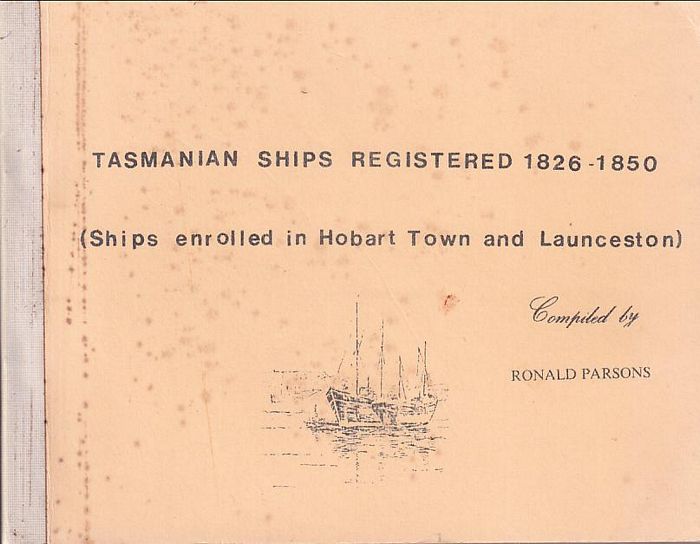 TASMANIAN SHIPS REGISTERED 1826-1850
(Ships enrolled in Hobart Town and Launceston)
Compiled by
RONALD PARSONS